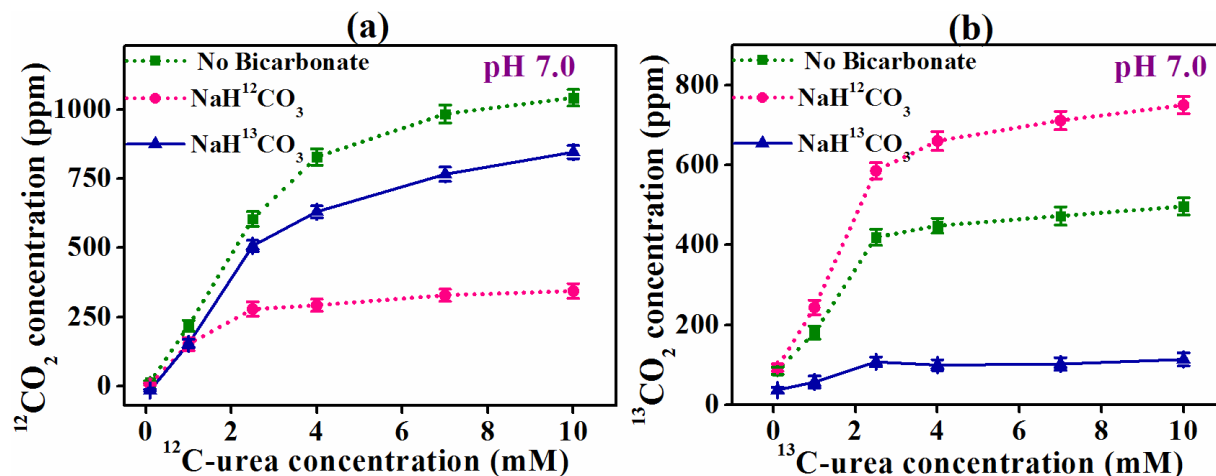 (a)
pH 7.0
No Bicarbonate
NaH¹²CO₃
NaH¹³CO₃
¹²CO₂ concentration (ppm)
1000
750
500
250
0
0 2 4 6 8 10
¹²C-urea concentration (mM)
(b)
pH 7.0
No Bicarbonate
NaH¹²CO₃
NaH¹³CO₃
¹³CO₂ concentration (ppm)
800
600
400
200
0
0 2 4 6 8 10
¹³C-urea concentration (mM)